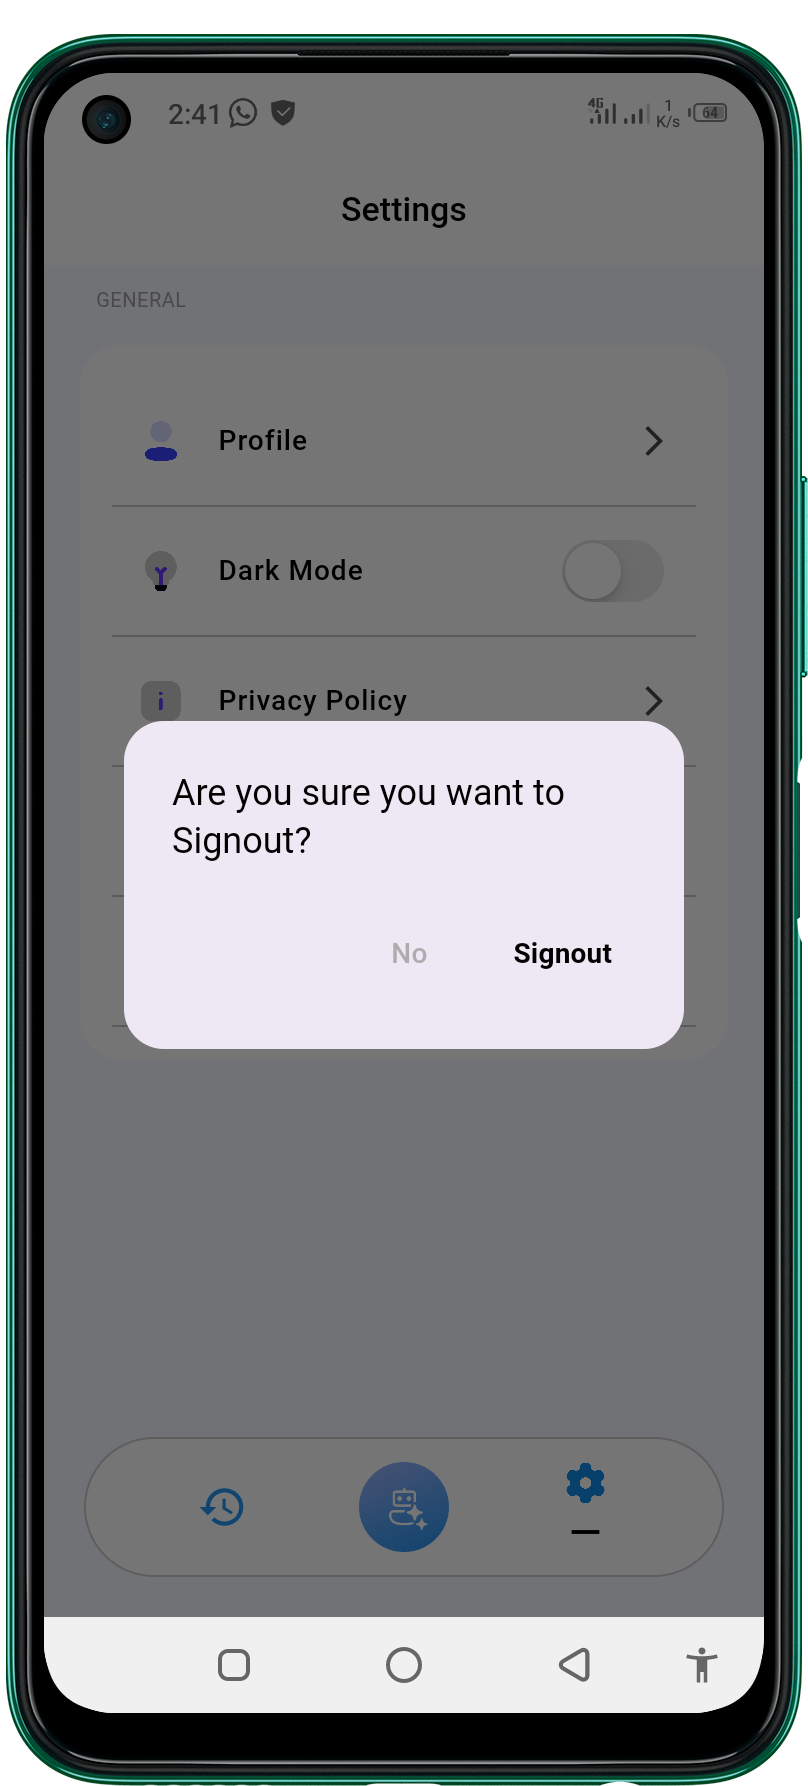 2:41
4G
1
K/s
64
Settings
GENERAL
Profile
Dark Mode
Privacy Policy
Are you sure you want to
Signout?
No
Signout